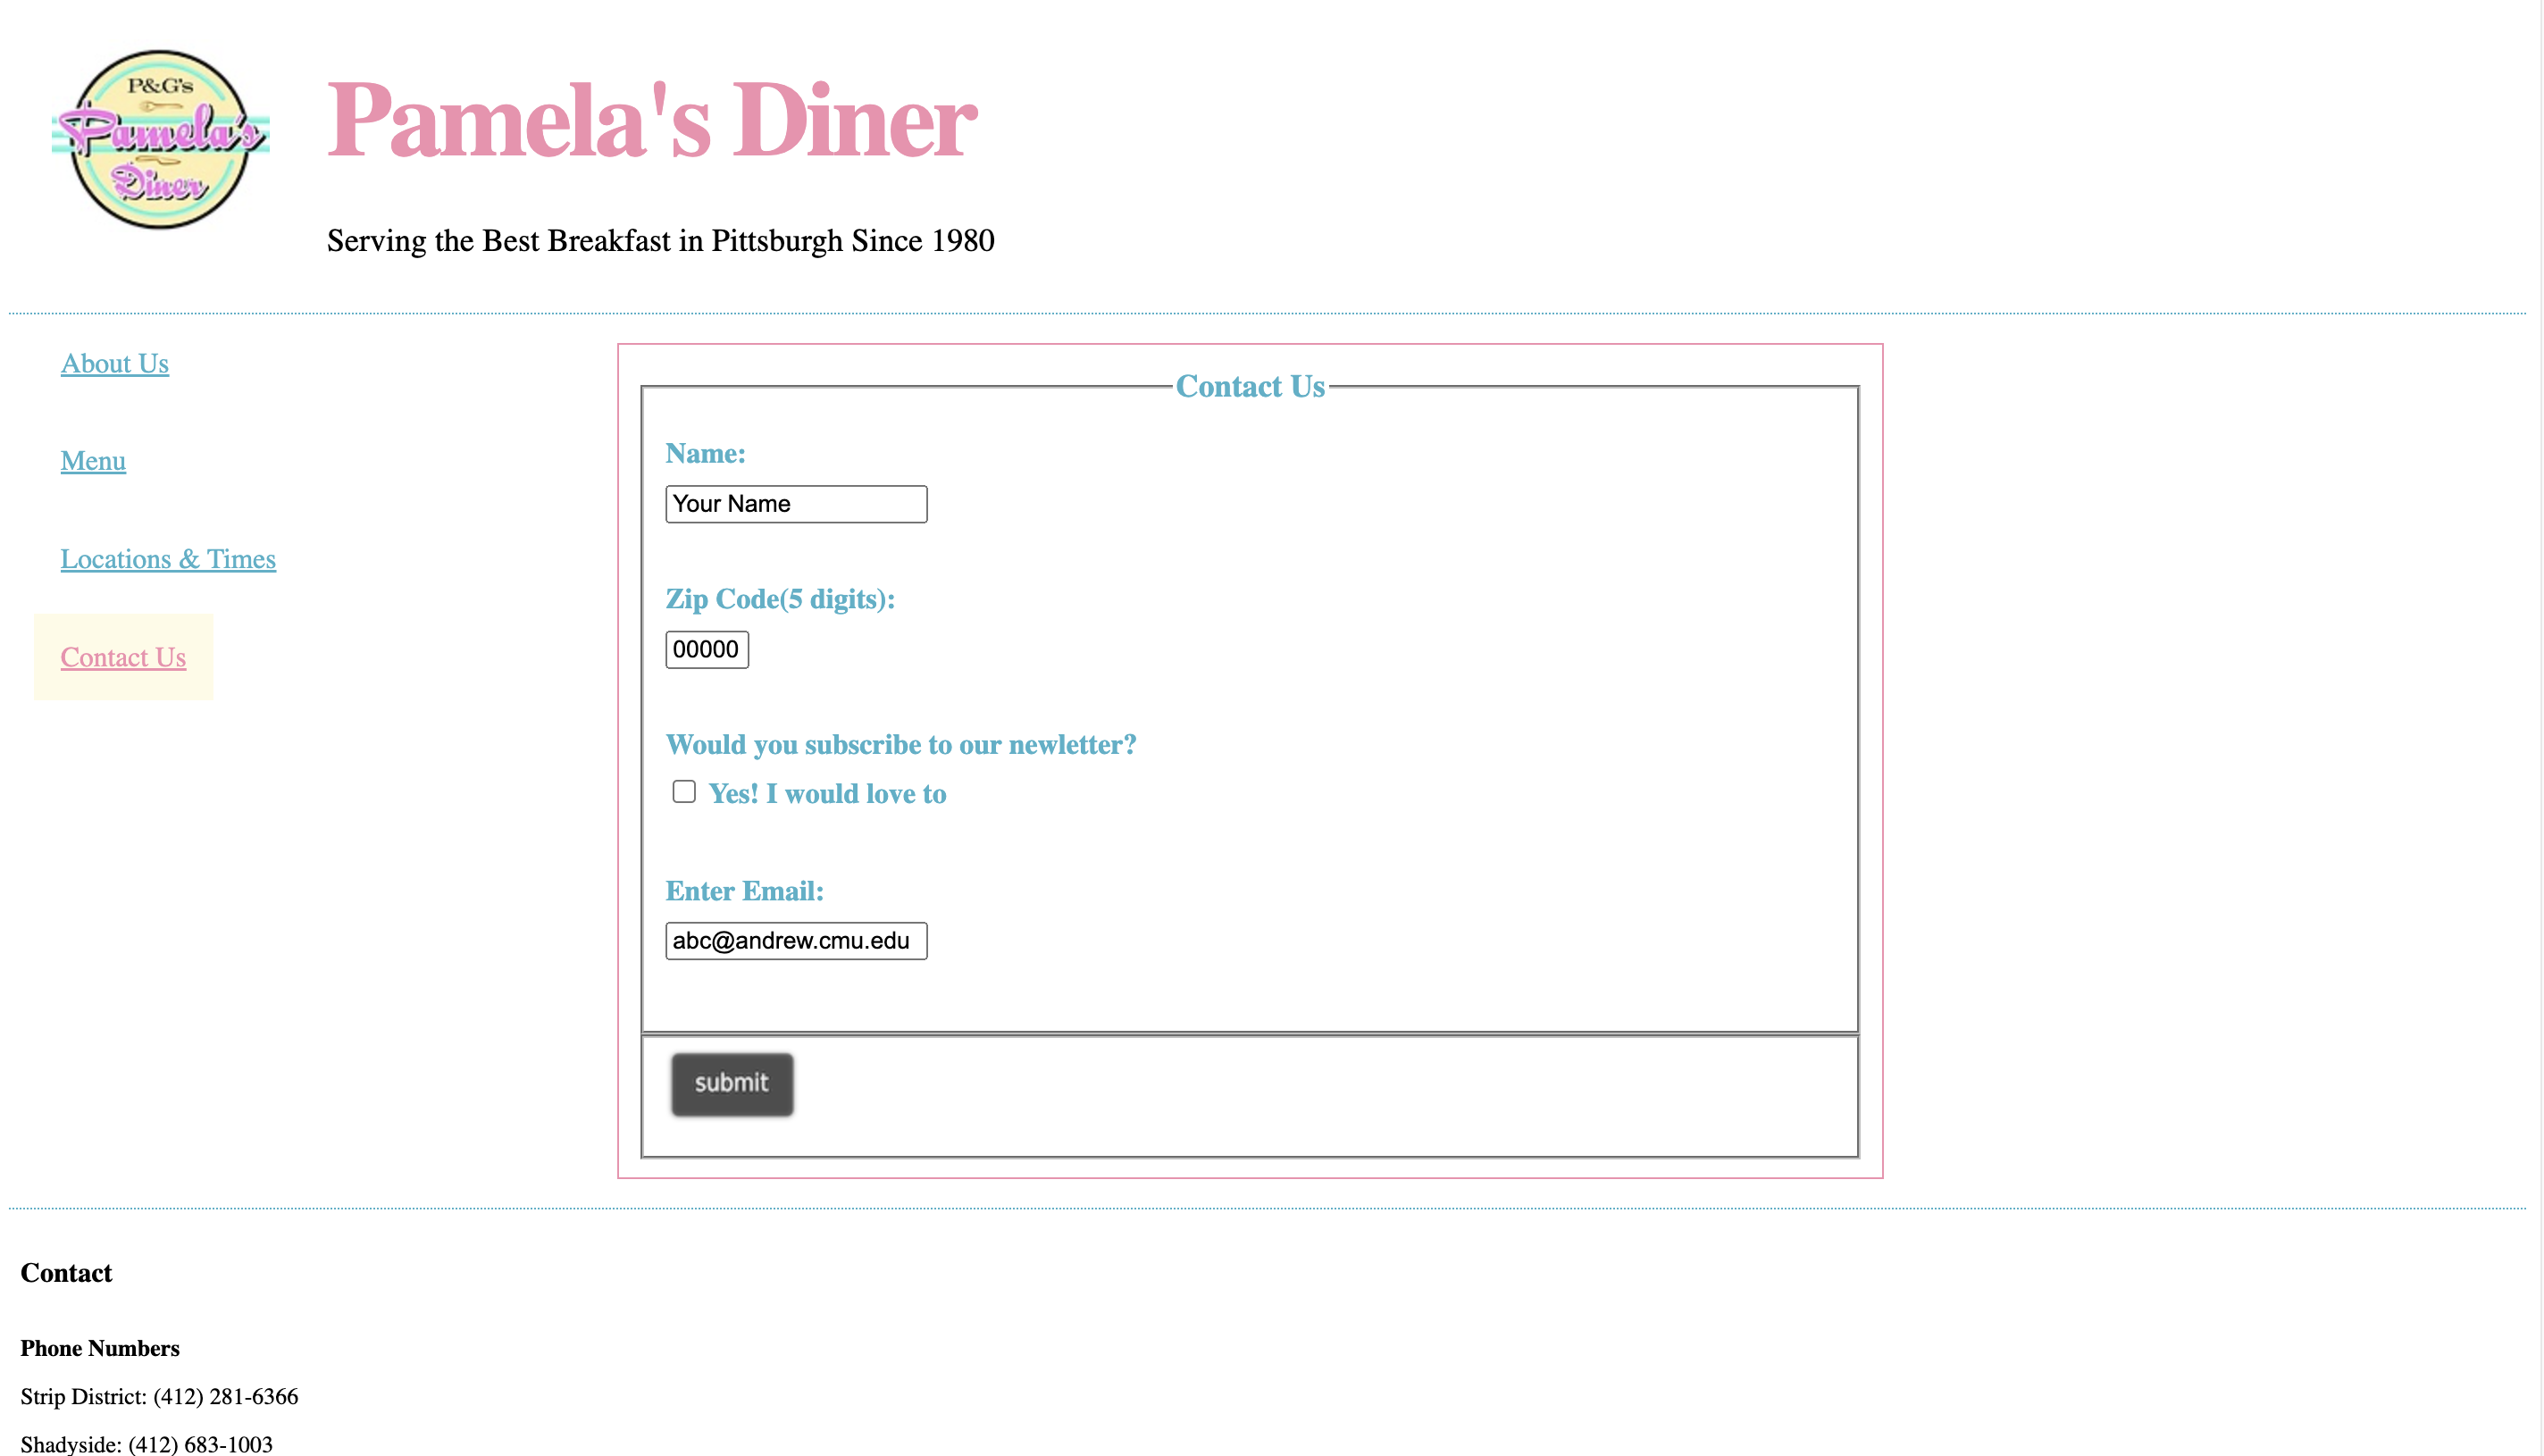 P&G's
Pamela's
Diner
Pamela's Diner
Serving the Best Breakfast in Pittsburgh Since 1980
About Us
Menu
Locations & Times
Contact Us
Contact Us
Name:
Your Name
Zip Code(5 digits):
00000
Would you subscribe to our newletter?
Yes! I would love to
Enter Email:
abc@andrew.cmu.edu
submit
Contact
Phone Numbers
Strip District: (412) 281-6366
Shadyside: (412) 683-1003